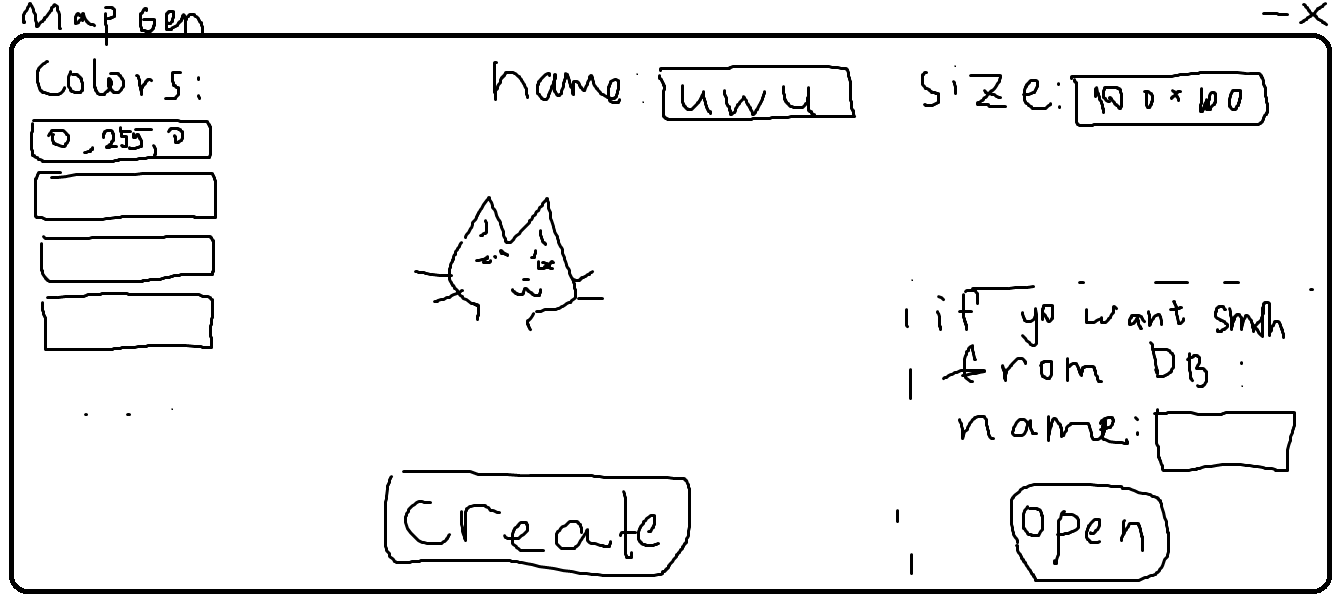 Map Gen - X
Colors: name: uwu size: 100 x 100
0, 255, 0
if yo want smth
from DB:
name:
...
Create open